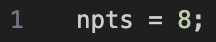 1 npts = 8;